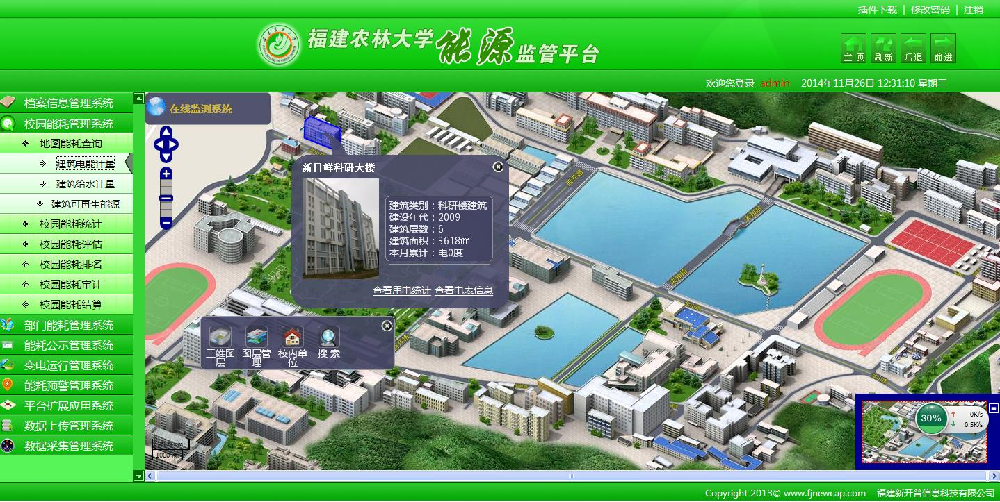 插件下载 | 修改密码 | 注销
福建农林大学能源监管平台
主页 刷新 后退 前进
欢迎您登录 admin 2014年11月26日 12:31:10 星期三
档案信息管理系统
校园能耗管理系统
地图能耗查询
建筑电能计量
建筑给水计量
建筑可再生能源
校园能耗统计
校园能耗评估
校园能耗排名
校园能耗审计
校园能耗结算
部门能耗管理系统
能耗公示管理系统
变电运行管理系统
能耗预警管理系统
平台扩展应用系统
数据上传管理系统
数据采集管理系统
在线监测系统
新日鲜科研大楼
建筑类别：科研楼建筑
建设年代：2009
建筑层数：6
建筑面积：3618㎡
本月累计：电0度
查看用电统计 查看电表信息
西芹路
未知路
未知路
三维图层
图层管理
校内单位
搜 索
30%
0K/s
0.5K/s
Copyright 2013© www.fjnewcap.com 福建新开普信息科技有限公司